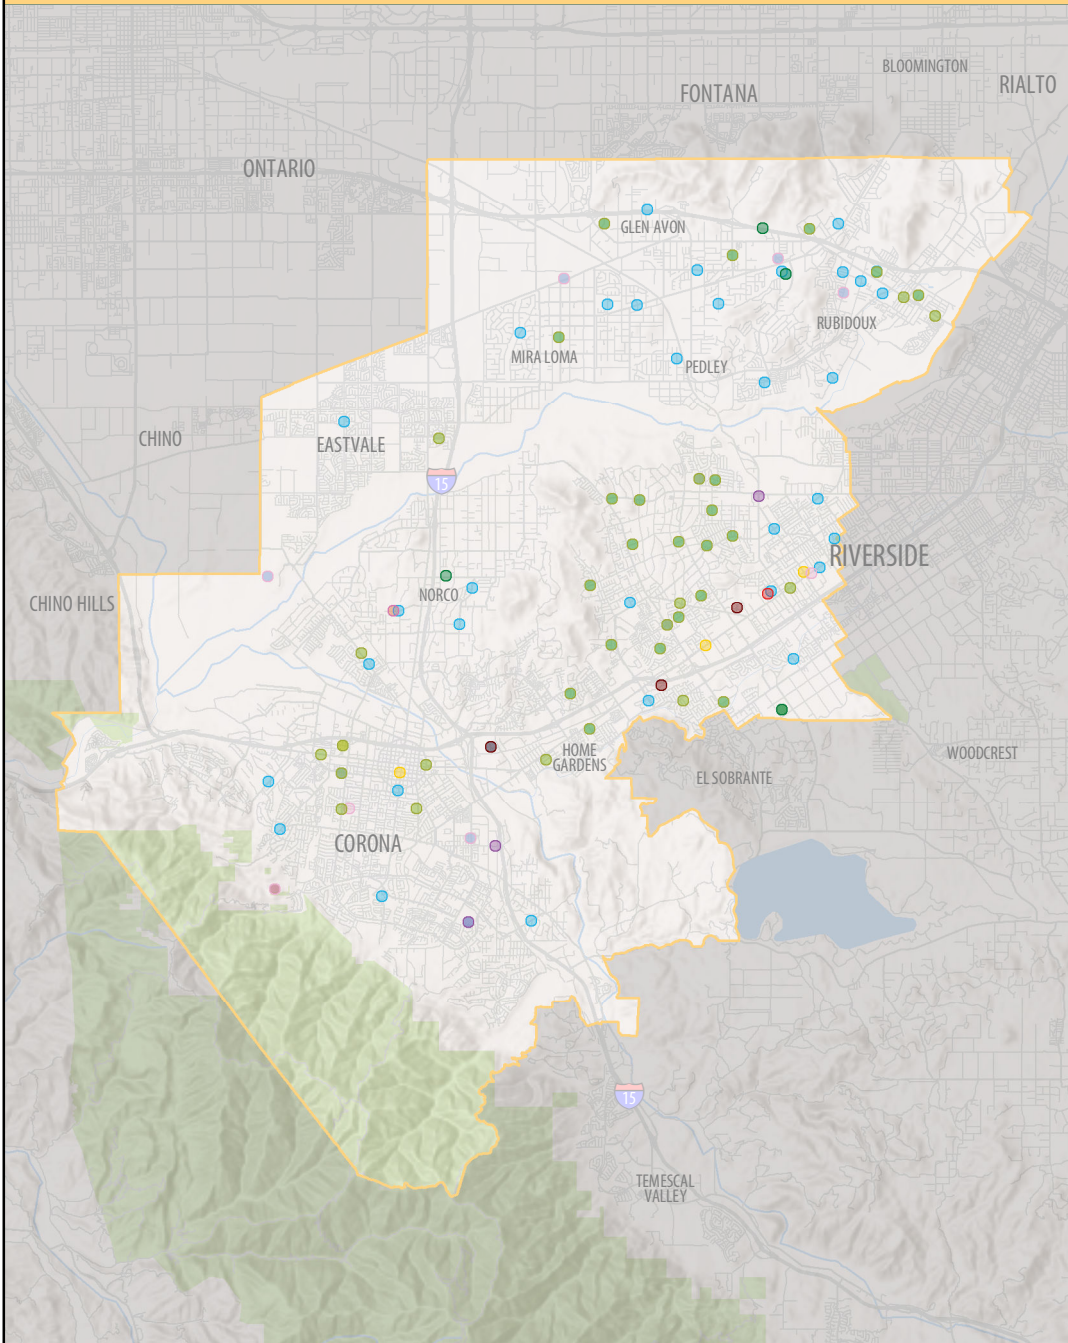 BLOOMINGTON
RIALTO
FONTANA
ONTARIO
GLEN AVON
RUBIDOUX
MIRA LOMA
PEDLEY
CHINO
EASTVALE
15
RIVERSIDE
NORCO
CHINO HILLS
HOME
GARDENS
WOODCREST
EL SOBRANTE
CORONA
15
TEMESCAL
VALLEY